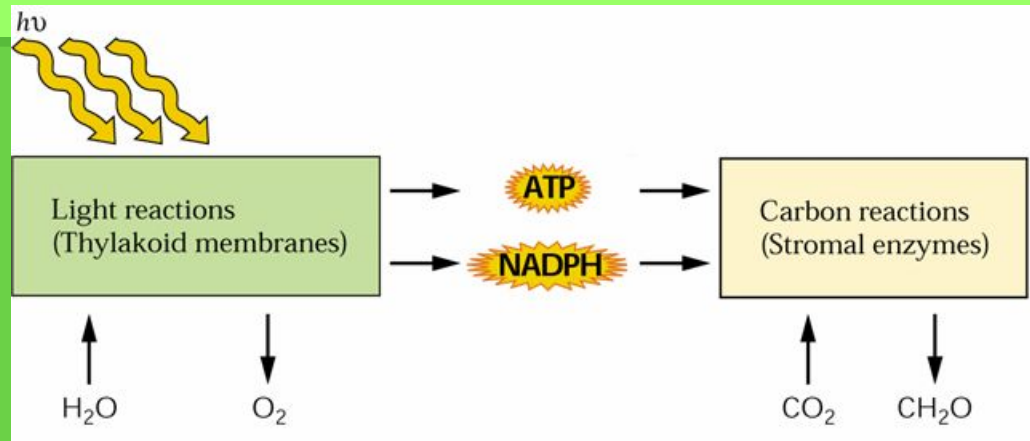 hυ
Light reactions
(Thylakoid membranes)
ATP
NADPH
Carbon reactions
(Stromal enzymes)
H₂O
O₂
CO₂
CH₂O